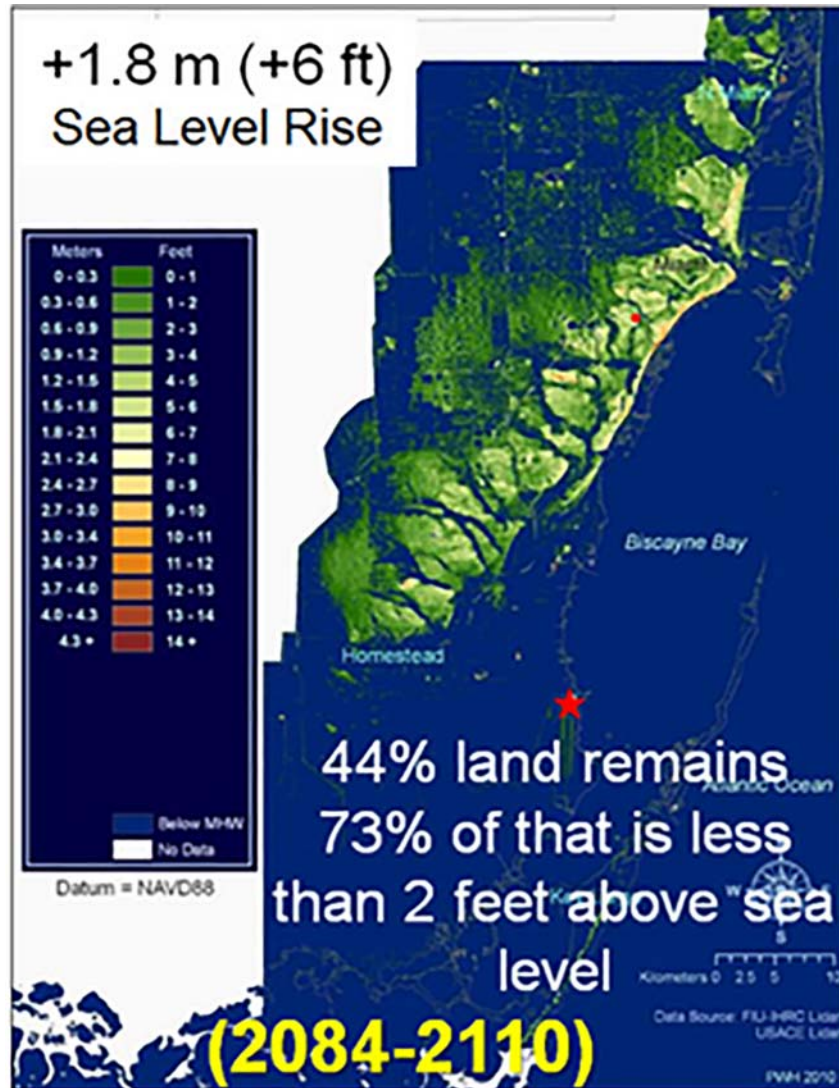 +1.8 m (+6 ft)
Sea Level Rise
Meters Feet
0 - 0.3 0 - 1
0.3 - 0.6 1 - 2
0.6 - 0.9 2 - 3
0.9 - 1.2 3 - 4
1.2 - 1.5 4 - 5
1.5 - 1.8 5 - 6
1.8 - 2.1 6 - 7
2.1 - 2.4 7 - 8
2.4 - 2.7 8 - 9
2.7 - 3.0 9 - 10
3.0 - 3.4 10 - 11
3.4 - 3.7 11 - 12
3.7 - 4.0 12 - 13
4.0 - 4.3 13 - 14
4.3 + 14 +
Below MHW
No Data
Datum = NAVD88
Biscayne Bay
Homestead
44% land remains
Atlantic Ocean
73% of that is less
than 2 feet above sea
level
W
S
Kilometers 0 2.5 5 10
Data Source: FIU-IHRC Lidar
USACE Lidar
(2084-2110)
PWH 2010